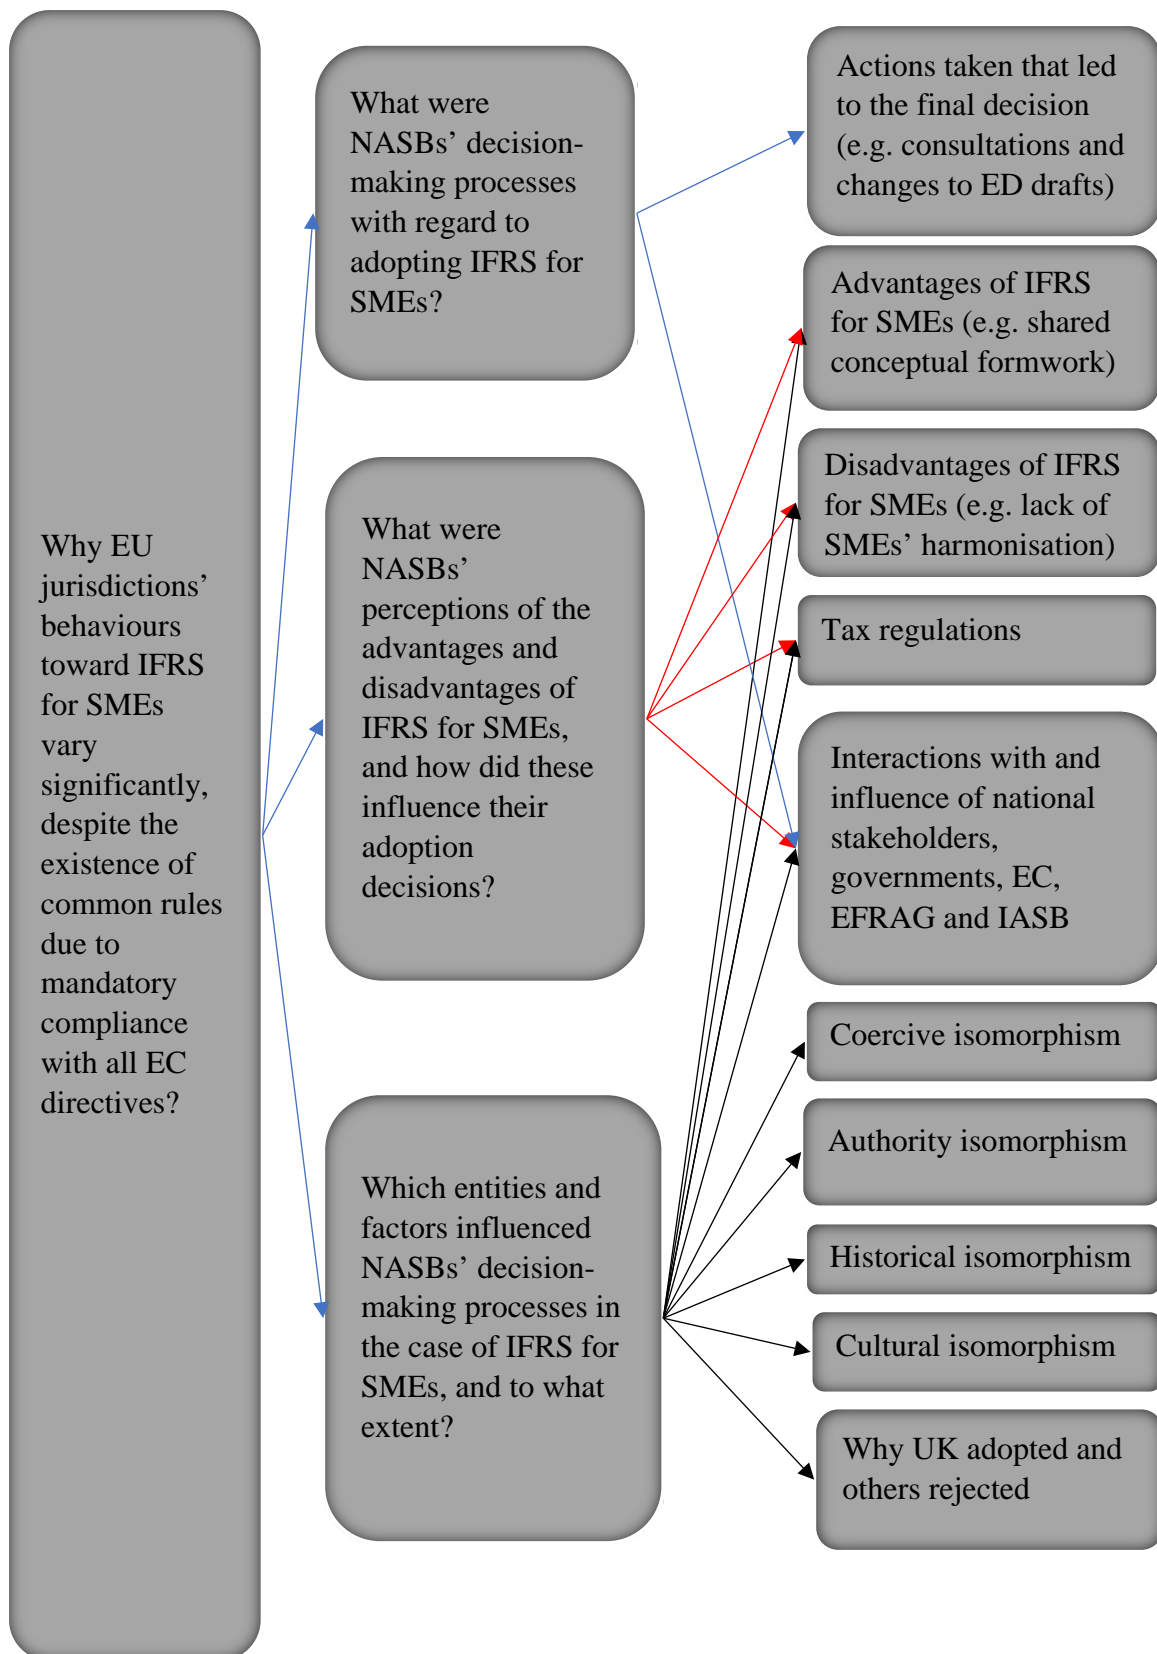 Why EU
jurisdictions’
behaviours
toward IFRS
for SMEs
vary
significantly,
despite the
existence of
common rules
due to
mandatory
compliance
with all EC
directives?
What were
NASBs’ decision-
making processes
with regard to
adopting IFRS for
SMEs?
What were
NASBs’
perceptions of the
advantages and
disadvantages of
IFRS for SMEs,
and how did these
influence their
adoption
decisions?
Which entities and
factors influenced
NASBs’ decision-
making processes in
the case of IFRS for
SMEs, and to what
extent?
Actions taken that led
to the final decision
(e.g. consultations and
changes to ED drafts)
Advantages of IFRS
for SMEs (e.g. shared
conceptual formwork)
Disadvantages of IFRS
for SMEs (e.g. lack of
SMEs’ harmonisation)
Tax regulations
Interactions with and
influence of national
stakeholders,
governments, EC,
EFRAG and IASB
Coercive isomorphism
Authority isomorphism
Historical isomorphism
Cultural isomorphism
Why UK adopted and
others rejected